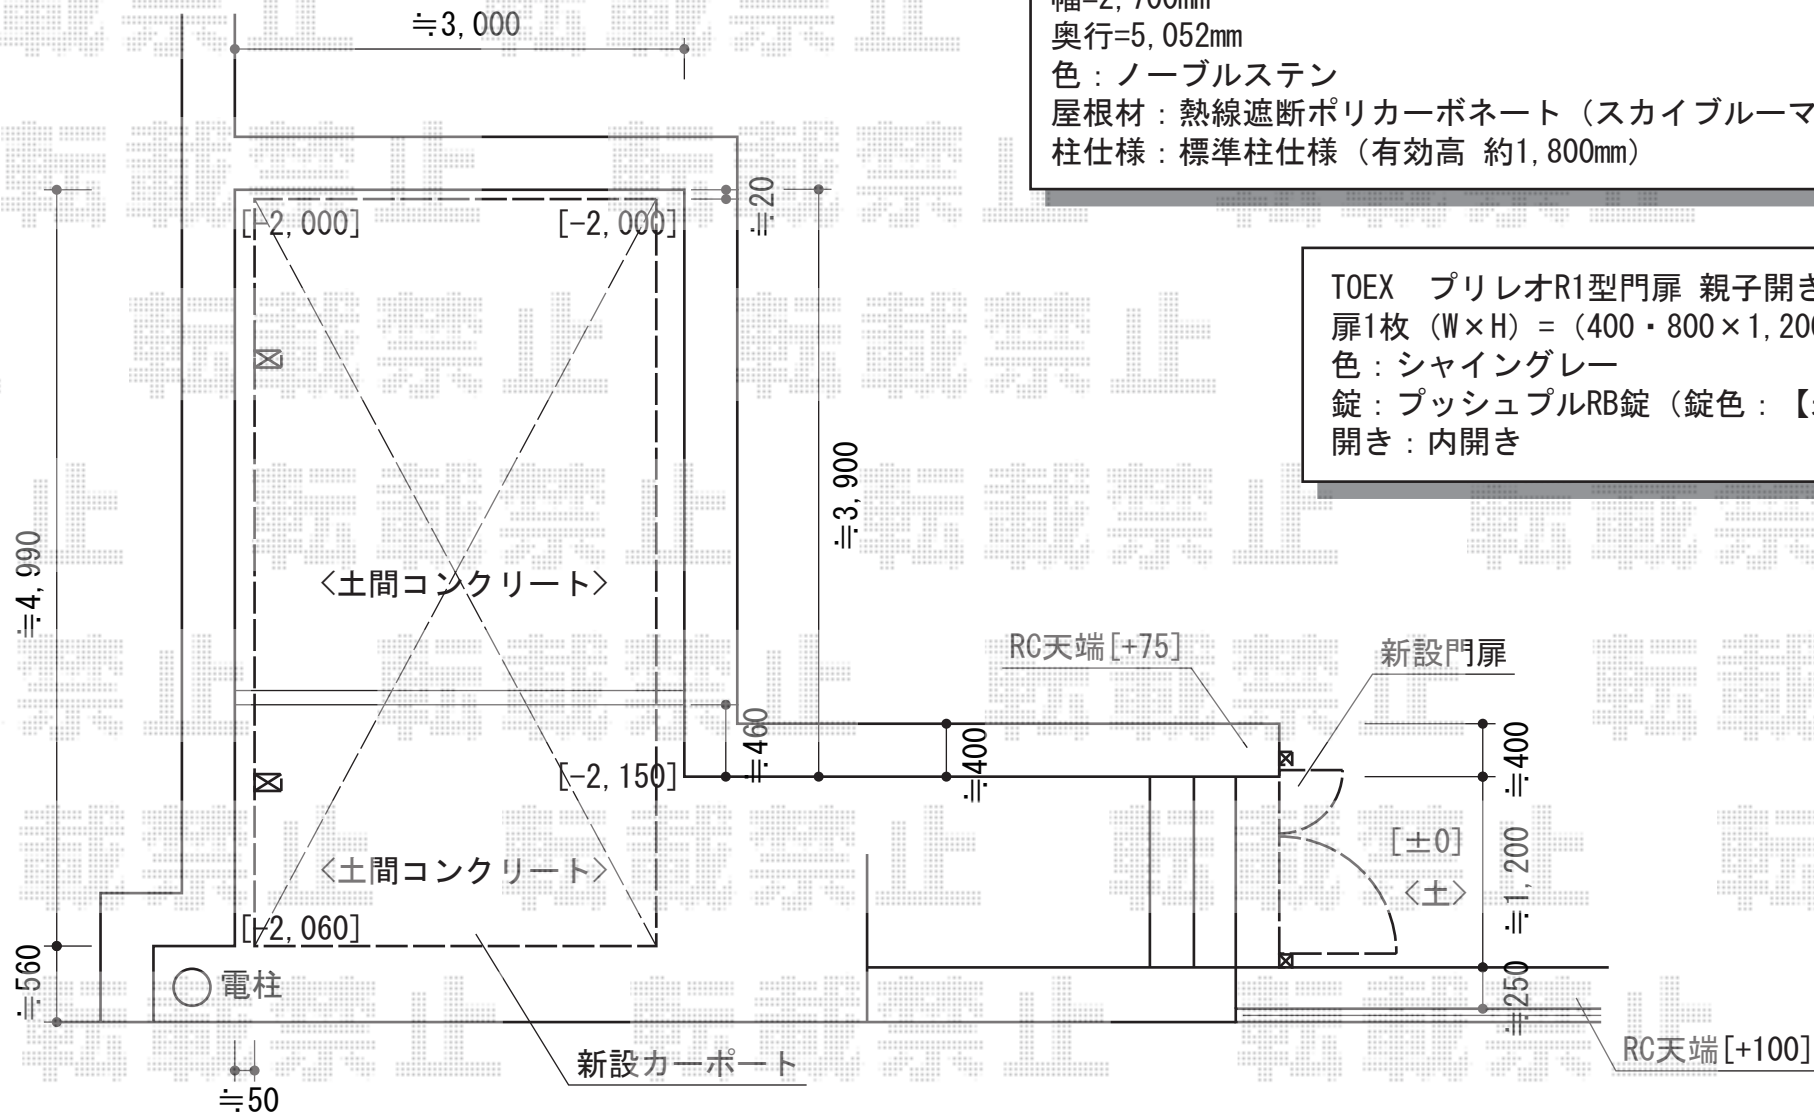 ≒3,000
幅=2,700mm
奥行=5,052mm
色：ノーブルステン
屋根材：熱線遮断ポリカーボネート（スカイブルーマ
柱仕様：標準柱仕様（有効高 約1,800mm）
[-2,000]
[-2,000]
≒20
TOEX　プリレオR1型門扉 親子開き
扉1枚（W×H）=（400・800×1,200
色：シャイングレー
錠：プッシュプルRB錠（錠色：【
開き：内開き
≒3,900
≒4,990
<土間コンクリート>
RC天端[+75]
新設門扉
≒460
≒400
≒400
[-2,150]
[±0]
<土>
≒1,200
<土間コンクリート>
[-2,060]
≒560
電柱
≒250
新設カーポート
RC天端[+100]
≒50
転載禁止